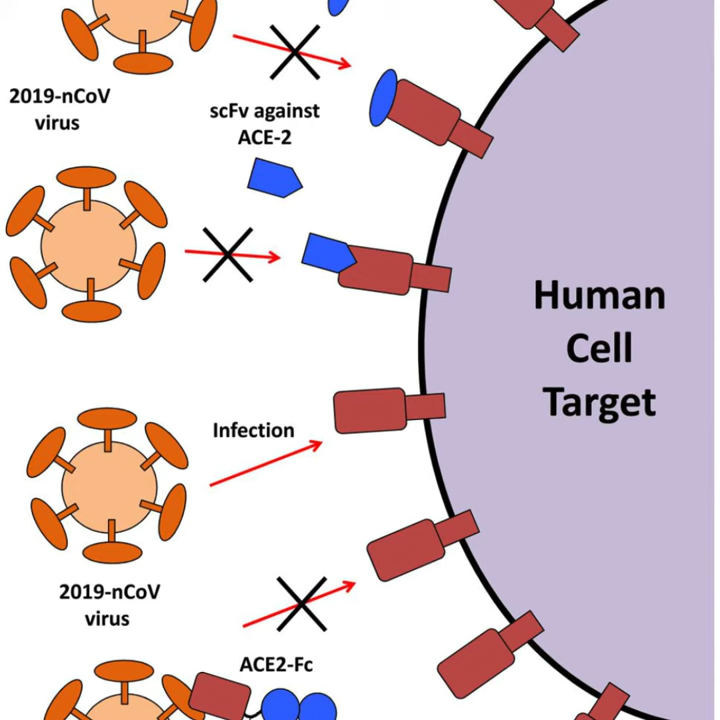 2019-nCoV
virus
scFv against
ACE-2
Human
Cell
Target
Infection
2019-nCoV
virus
ACE2-Fc